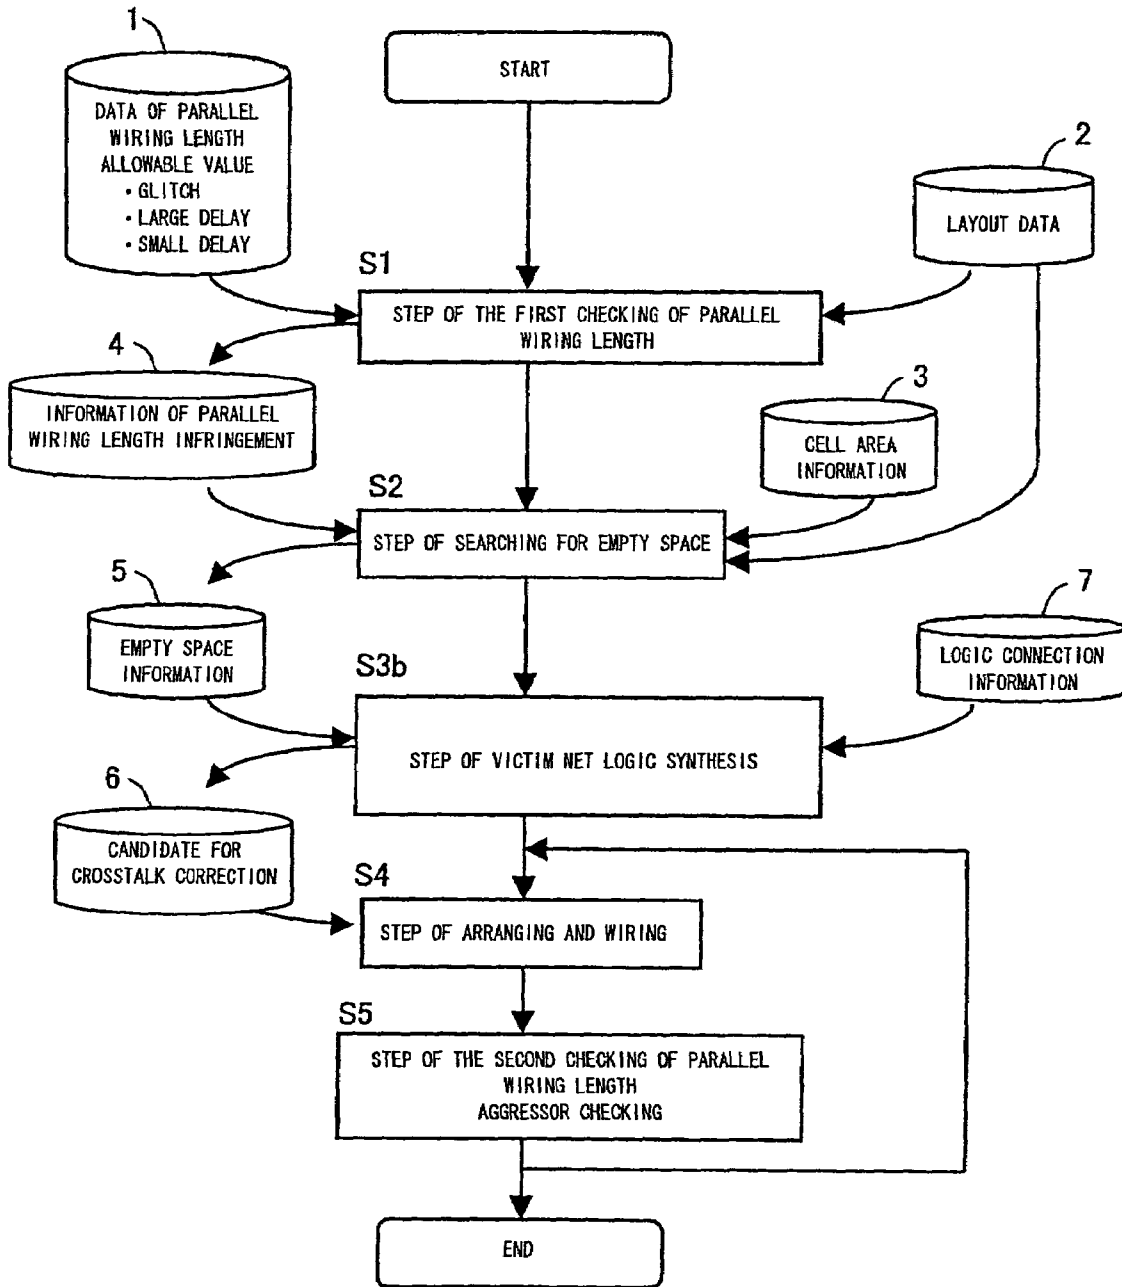 1
START
DATA OF PARALLEL
WIRING LENGTH
ALLOWABLE VALUE
• GLITCH
• LARGE DELAY
• SMALL DELAY
2
LAYOUT DATA
S1
STEP OF THE FIRST CHECKING OF PARALLEL
WIRING LENGTH
4
INFORMATION OF PARALLEL
WIRING LENGTH INFRINGEMENT
3
CELL AREA
INFORMATION
S2
STEP OF SEARCHING FOR EMPTY SPACE
5
EMPTY SPACE
INFORMATION
7
LOGIC CONNECTION
INFORMATION
S3b
STEP OF VICTIM NET LOGIC SYNTHESIS
6
CANDIDATE FOR
CROSSTALK CORRECTION
S4
STEP OF ARRANGING AND WIRING
S5
STEP OF THE SECOND CHECKING OF PARALLEL
WIRING LENGTH
AGGRESSOR CHECKING
END